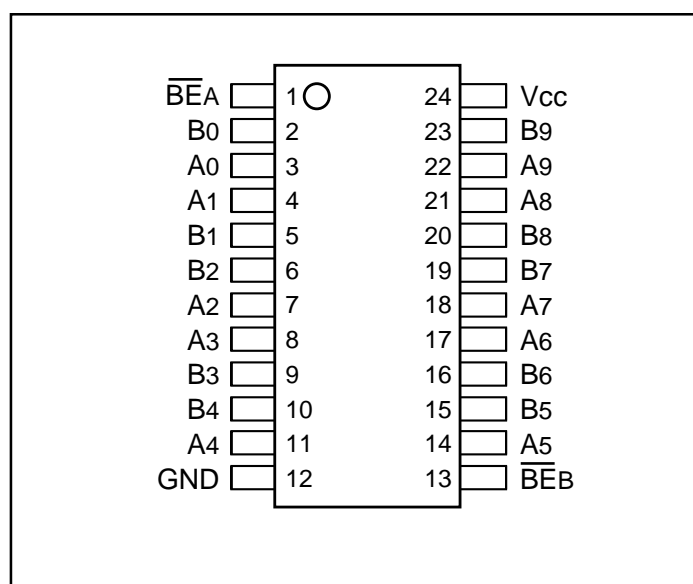 B̅E̅A 1 24 Vcc
B0 2 23 B9
A0 3 22 A9
A1 4 21 A8
B1 5 20 B8
B2 6 19 B7
A2 7 18 A7
A3 8 17 A6
B3 9 16 B6
B4 10 15 B5
A4 11 14 A5
GND 12 13 B̅E̅B